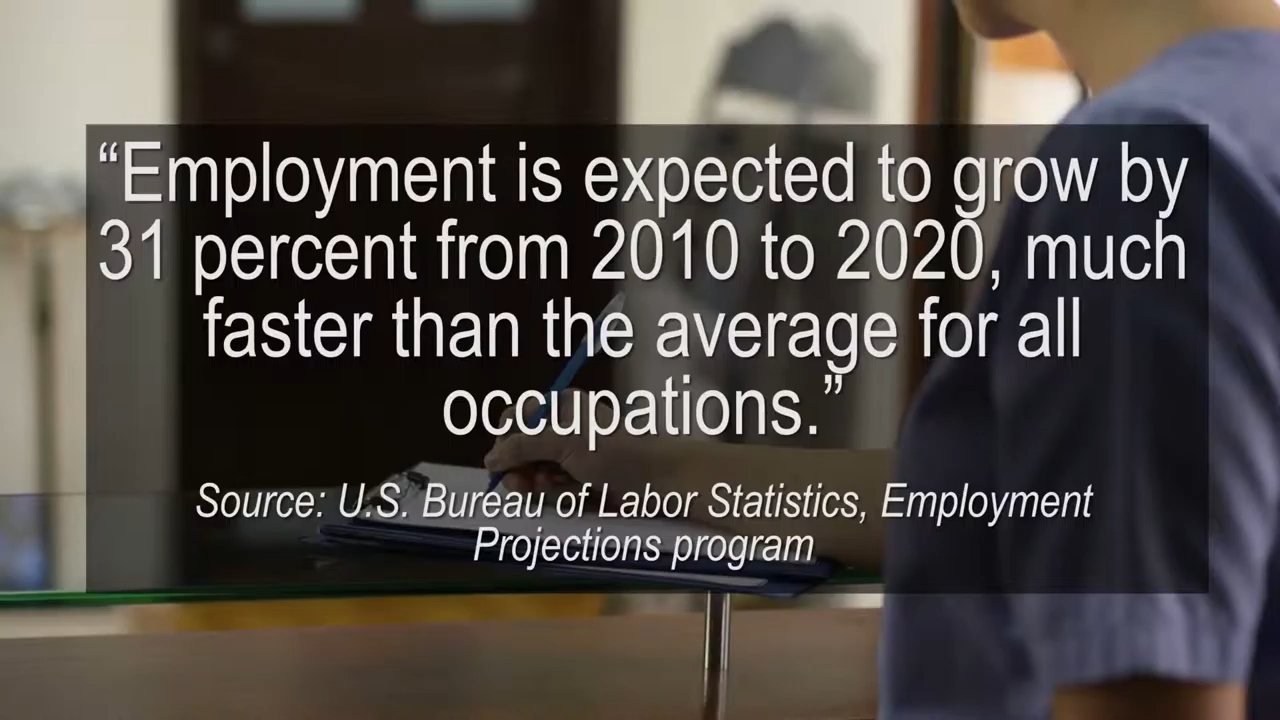 “Employment is expected to grow by
31 percent from 2010 to 2020, much
faster than the average for all
occupations.”
Source: U.S. Bureau of Labor Statistics, Employment
Projections program